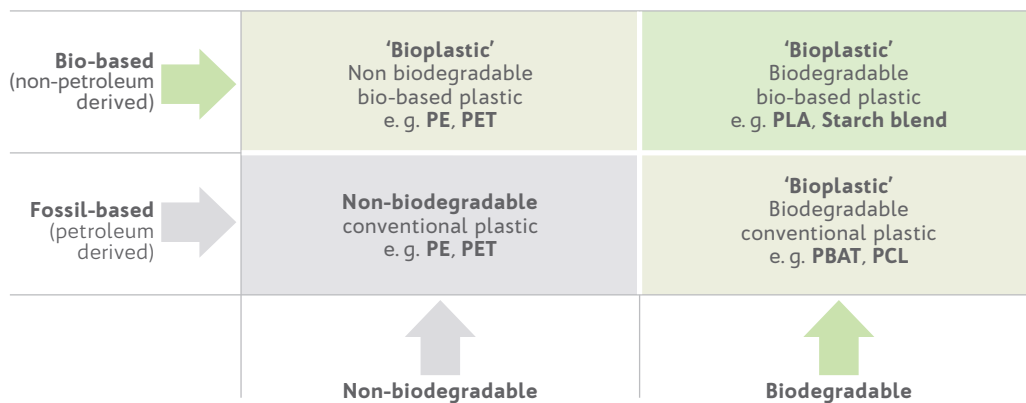 Bio-based
(non-petroleum
derived)
‘Bioplastic’
Non biodegradable
bio-based plastic
e. g. PE, PET
‘Bioplastic’
Biodegradable
bio-based plastic
e. g. PLA, Starch blend
Fossil-based
(petroleum
derived)
Non-biodegradable
conventional plastic
e. g. PE, PET
‘Bioplastic’
Biodegradable
conventional plastic
e. g. PBAT, PCL
Non-biodegradable
Biodegradable